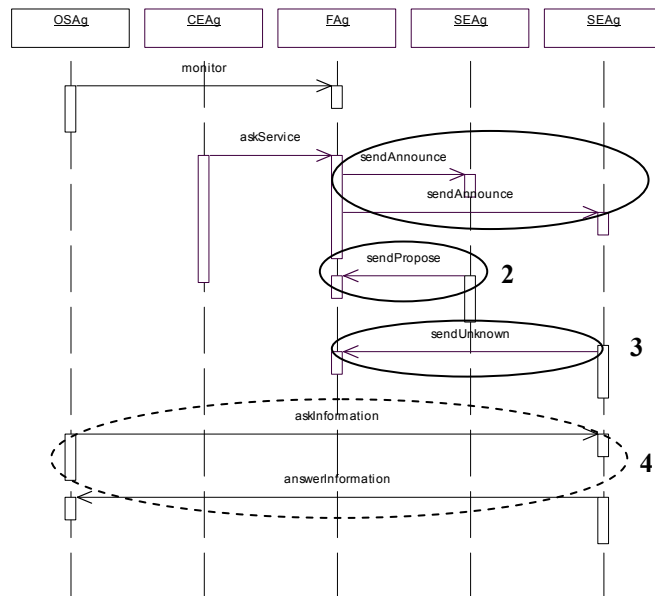 OSAg CEAg FAg SEAg SEAg
monitor
askService
sendAnnounce
sendAnnounce
sendPropose
2
sendUnknown
3
askInformation
4
answerInformation